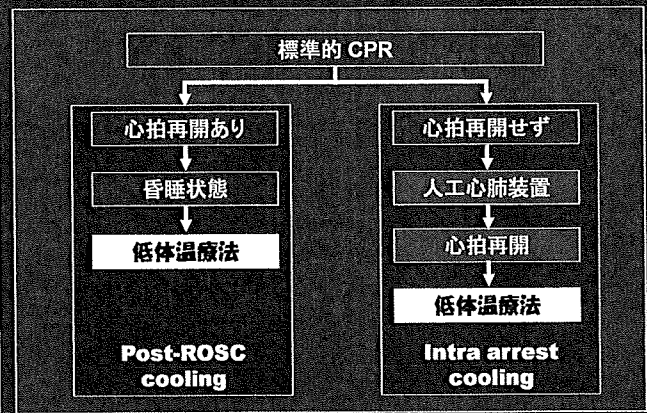 標準的 CPR
心拍再開あり
昏睡状態
低体温療法
Post-ROSC
cooling
心拍再開せず
人工心肺装置
心拍再開
低体温療法
Intra arrest
cooling